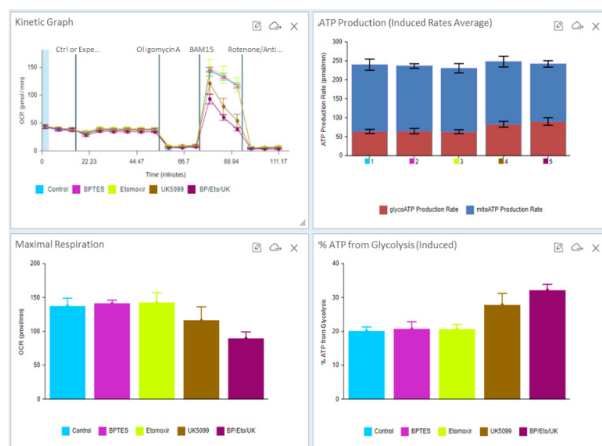 Kinetic Graph
Ctrl or Expe...
Oligomycin A
BAM15
Rotenone/Anti ...
OCR (pmol/min)
150
100
50
0
0
22.23
44.47
66.7
88.94
111.17
Time (minutes)
Control
BPTES
Etomoxir
UK5099
BP/Eto/UK
ATP Production (Induced Rates Average)
ATP Production Rate (pmol/min)
300
250
200
150
100
50
0
1
2
3
4
5
glycoATP Production Rate
mitoATP Production Rate
Maximal Respiration
OCR (pmol/min)
200
150
100
50
0
Control
BPTES
Etomoxir
UK5099
BP/Eto/UK
% ATP from Glycolysis (Induced)
% ATP from Glycolysis
40
30
20
10
0
Control
BPTES
Etomoxir
UK5099
BP/Eto/UK